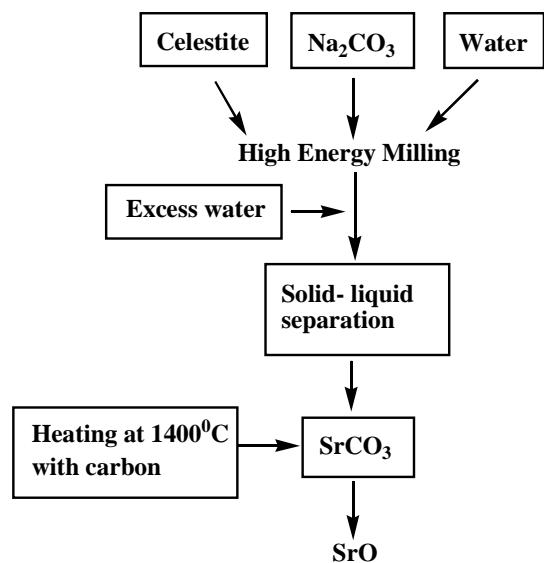 Celestite
Na₂CO₃
Water
High Energy Milling
Excess water
Solid- liquid
separation
Heating at 1400⁰C
with carbon
SrCO₃
SrO